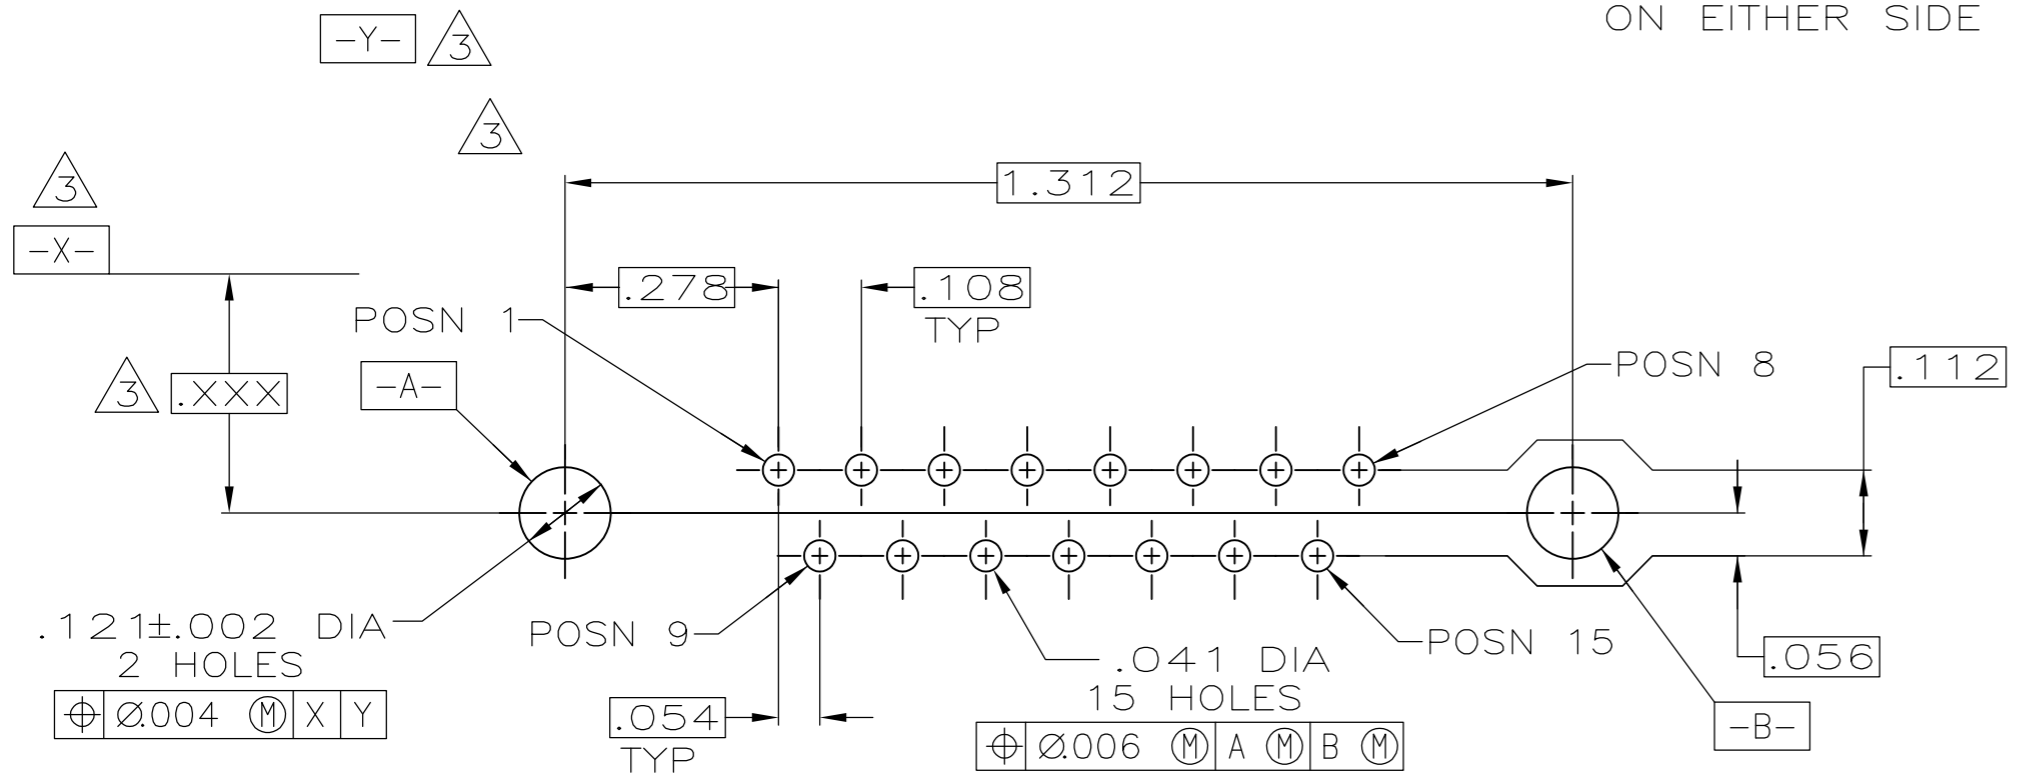 ON EITHER SIDE
-Y- 3
3
3
1.312
-X-
.278 .108
TYP
POSN 1
POSN 8
.112
3 .XXX
-A-
.121±.002 DIA
2 HOLES
⌖ Ø.004 Ⓜ X Y
POSN 9
.054
TYP
.041 DIA
15 HOLES
⌖ Ø.006 Ⓜ A Ⓜ B Ⓜ
POSN 15
.056
-B-